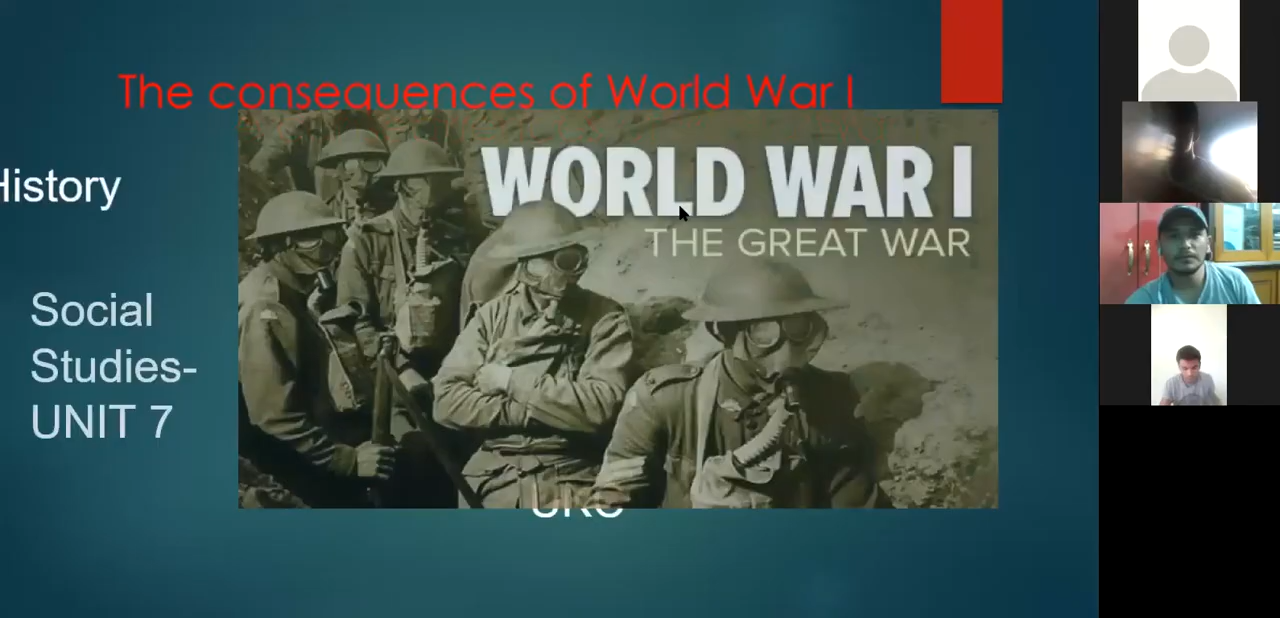 The consequences of World War I
WORLD WAR I
THE GREAT WAR
History
Social
Studies-
UNIT 7